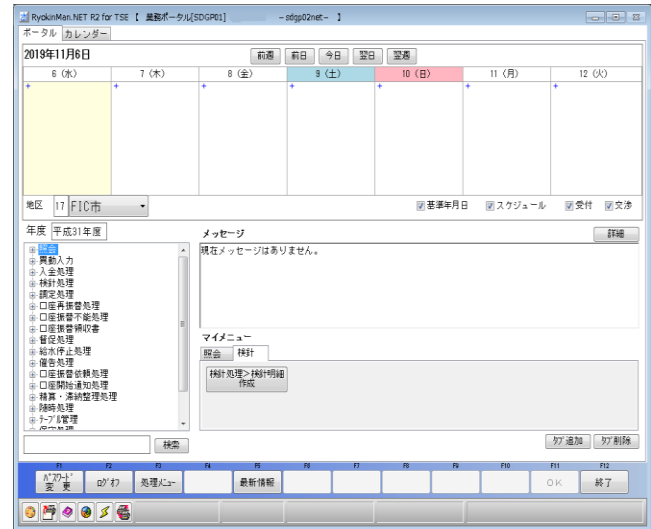 RyokinMan.NET R2 for TSE 【 業務ポータル[SDGP01] - sdgp02net- 】
ポータル カレンダー
2019年11月6日 前週 前日 今日 翌日 翌週
6 (水) 7 (木) 8 (金) 9 (土) 10 (日) 11 (月) 12 (火)
+ + + + + + +
地区 17 FIC市 基準年月日 スケジュール 受付 交渉
年度 平成31年度
メッセージ 詳細
現在メッセージはありません。
照会
異動入力
入金処理
検針処理
調定処理
口座再振替処理
口座振替不能処理
口座振替領収書
督促処理
給水停止処理
催告処理
口座振替依頼処理
口座開始通知処理
精算・滞納整理処理
随時処理
テーブル管理
保守処理
マイメニュー
照会 検針
検針処理>検針明細
作成
検索
タブ追加 タブ削除
F1 F2 F3 F4 F5 F6 F7 F8 F9 F10 F11 F12
パスワード
変 更 ログオフ 処理メニュー 最新情報 OK 終了